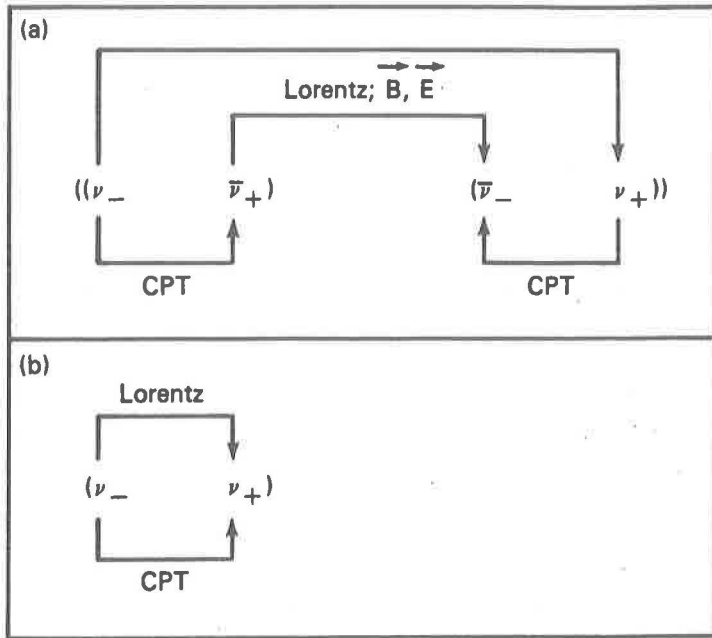 (a)
Lorentz; B⃗, E⃗
((ν₋ ν̄₊) (ν̄₋ ν₊))
CPT CPT
(b)
Lorentz
(ν₋ ν₊)
CPT